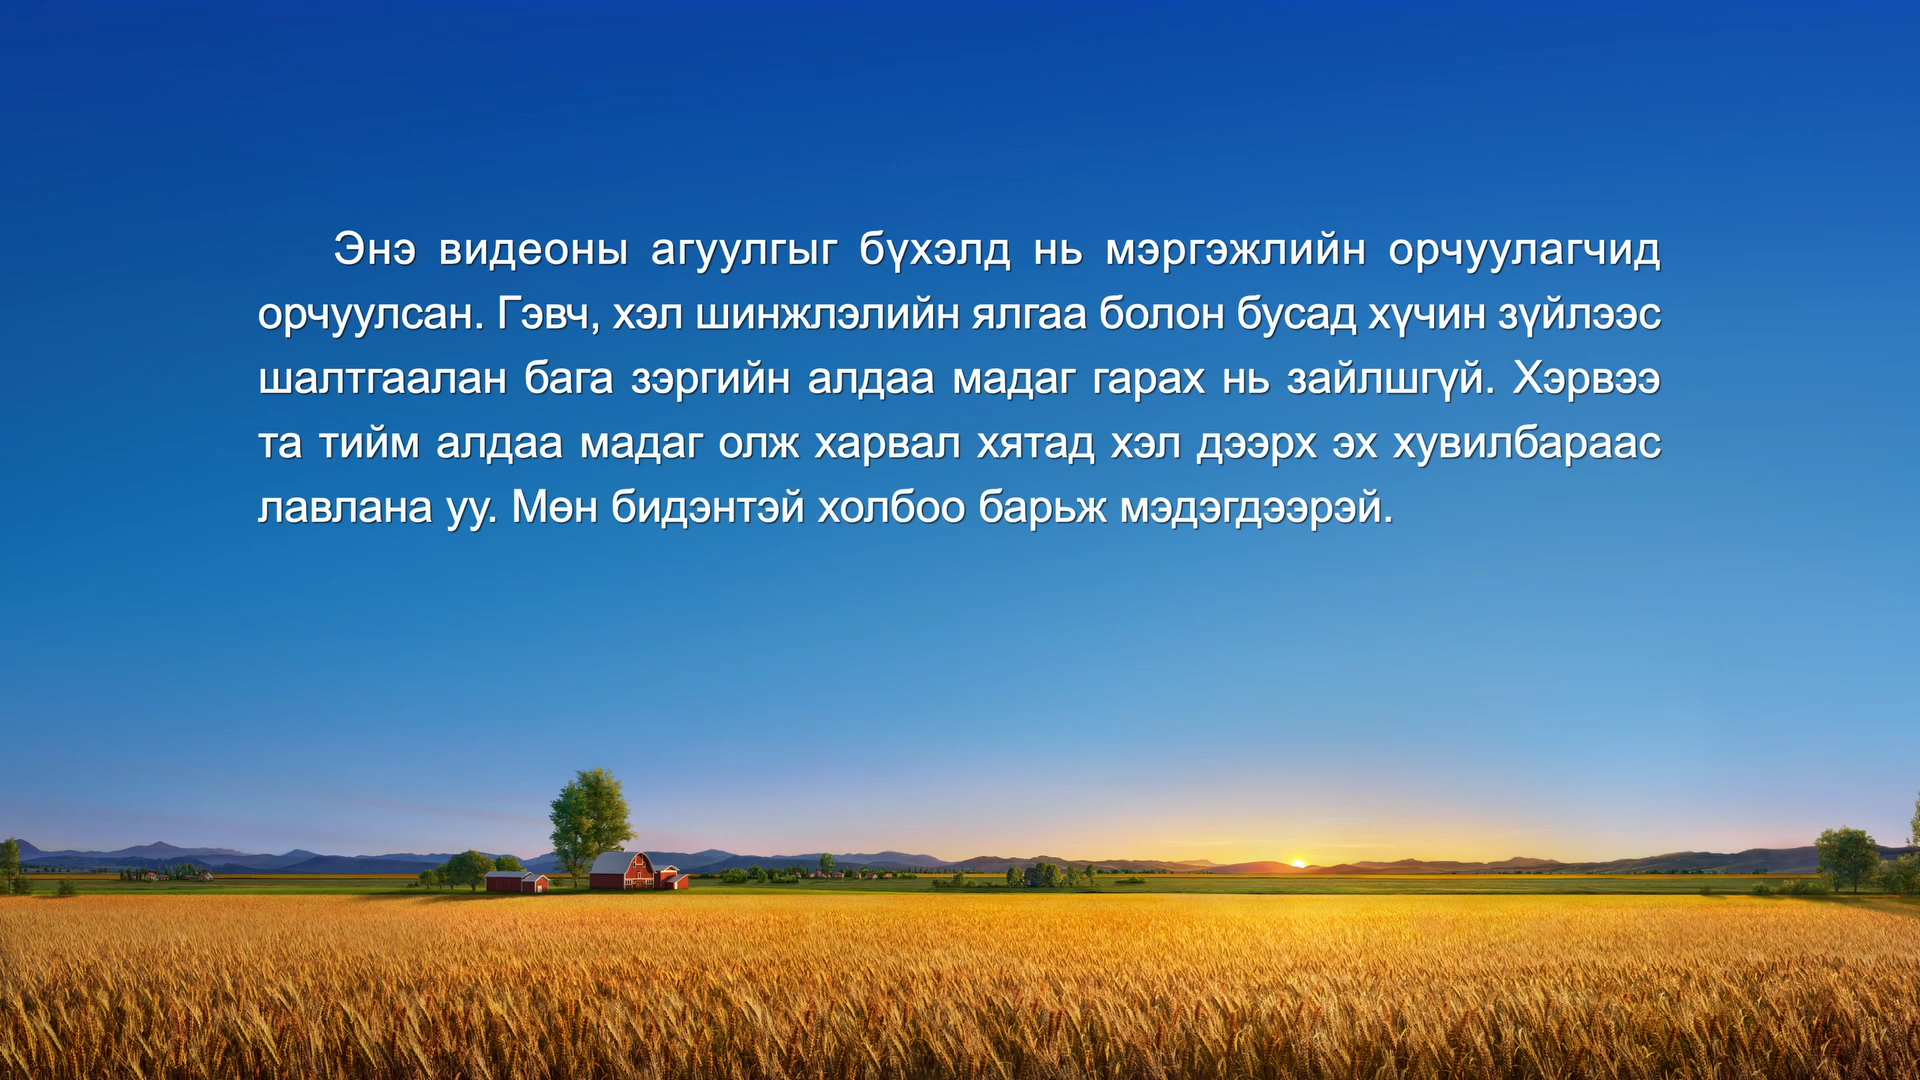 Энэ видеоны агуулгыг бүхэлд нь мэргэжлийн орчуулагчид
орчуулсан. Гэвч, хэл шинжлэлийн ялгаа болон бусад хүчин зүйлээс
шалтгаалан бага зэргийн алдаа мадаг гарах нь зайлшгүй. Хэрвээ
та тийм алдаа мадаг олж харвал хятад хэл дээрх эх хувилбараас
лавлана уу. Мөн бидэнтэй холбоо барьж мэдэгдээрэй.